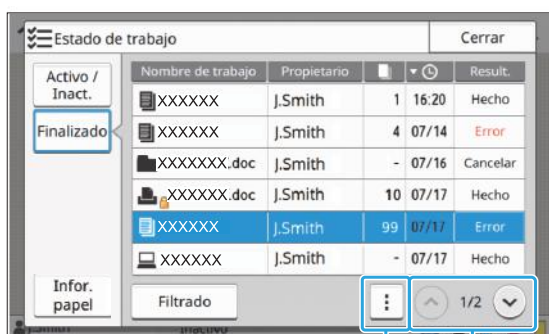 Estado de trabajo Cerrar
Activo / Inact.
Finalizado
Infor. papel
Nombre de trabajo Propietario Result.
XXXXXX J.Smith 1 16:20 Hecho
XXXXXX J.Smith 4 07/14 Error
XXXXXXX.doc J.Smith - 07/16 Cancelar
XXXXXX.doc J.Smith 10 07/17 Hecho
XXXXXX J.Smith 99 07/17 Error
XXXXXX J.Smith - 07/17 Hecho
Filtrado 1/2